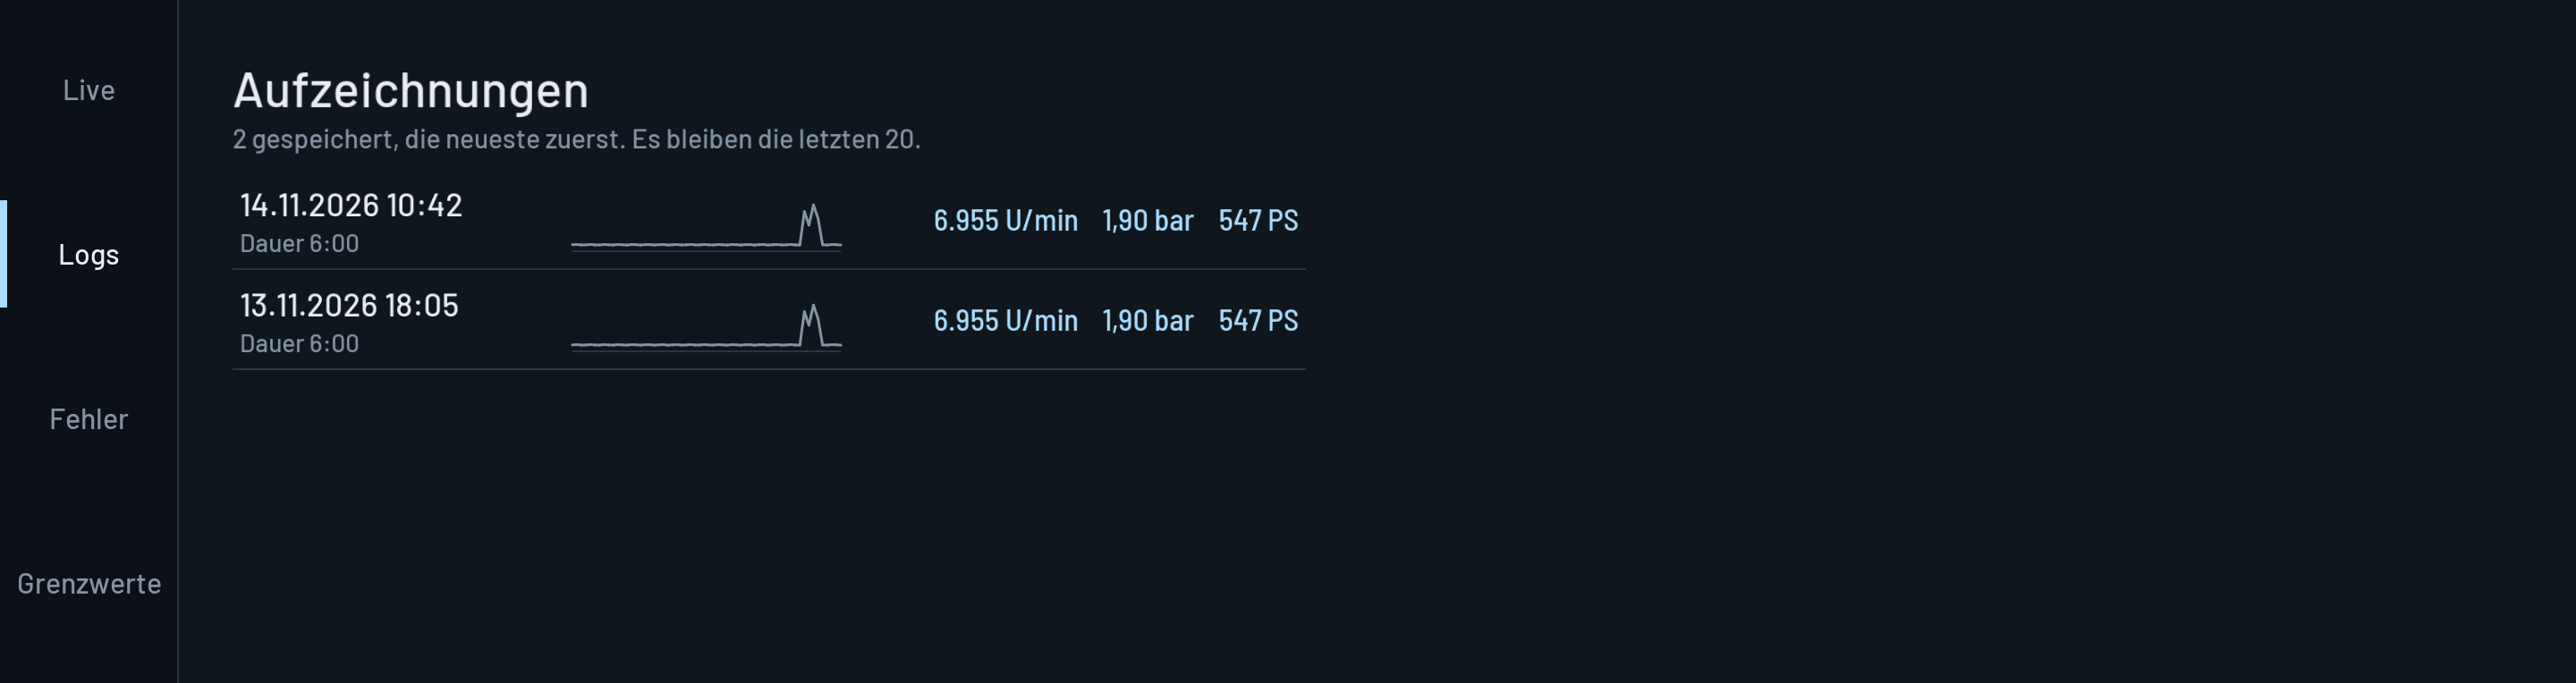 Live
Logs
Fehler
Grenzwerte
Aufzeichnungen
2 gespeichert, die neueste zuerst. Es bleiben die letzten 20.
14.11.2026 10:42
Dauer 6:00
6.955 U/min 1,90 bar 547 PS
13.11.2026 18:05
Dauer 6:00
6.955 U/min 1,90 bar 547 PS